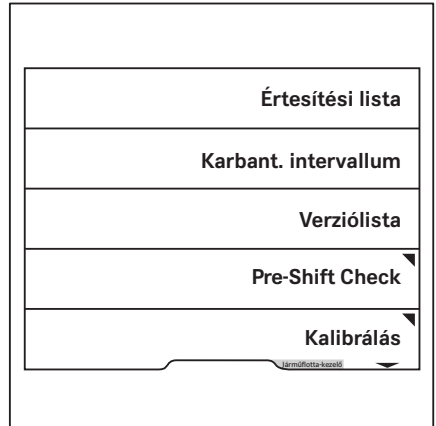 Értesítési lista
Karbant. intervallum
Verziólista
Pre-Shift Check
Kalibrálás
Járműflotta-kezelő